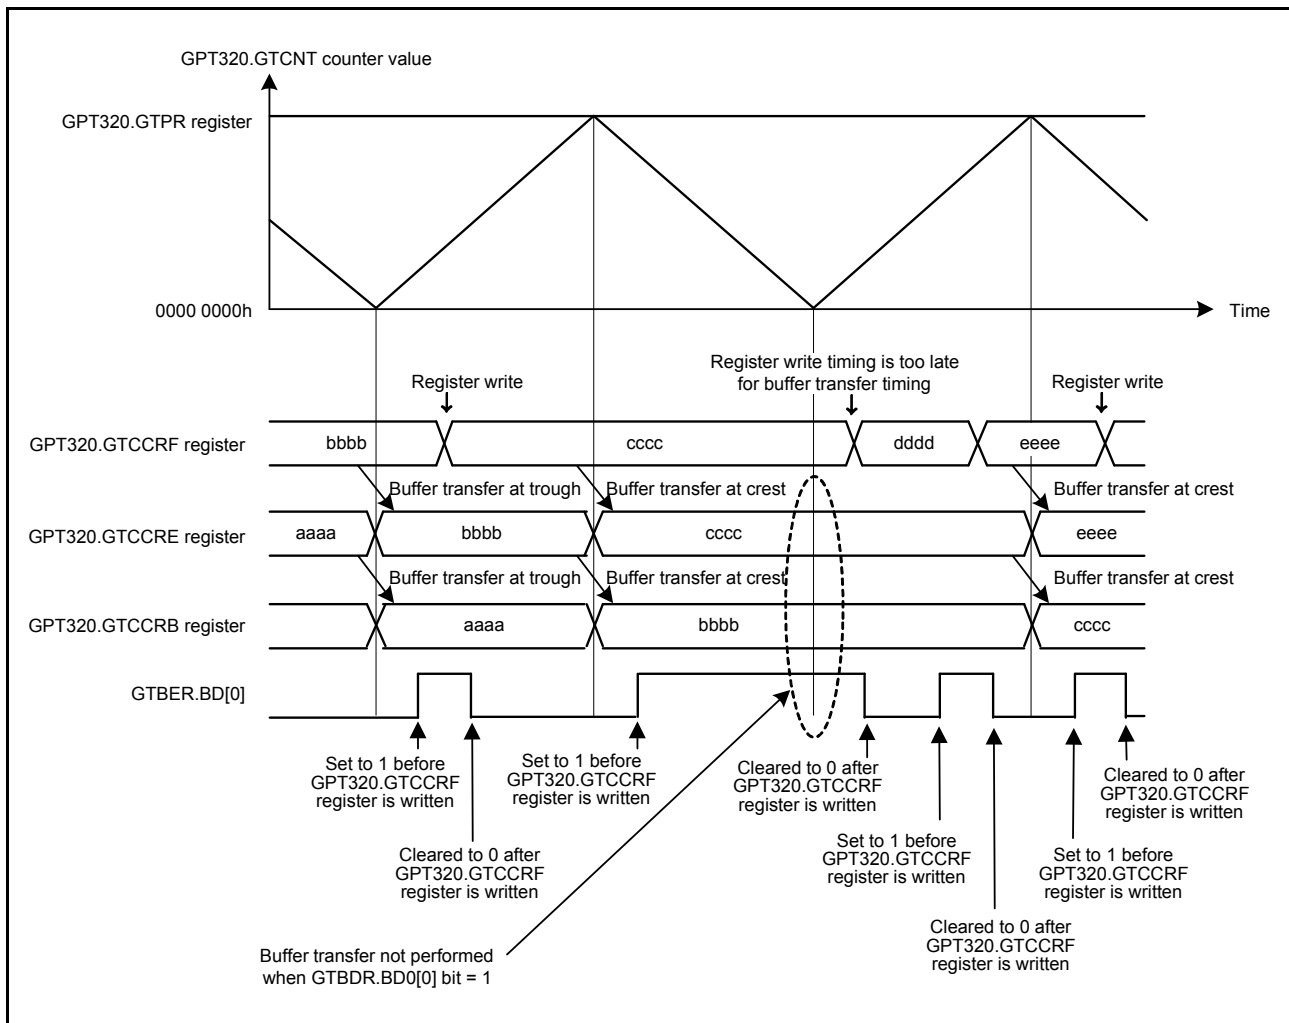 GPT320.GTCNT counter value
GPT320.GTPR register
0000 0000h
Time
Register write
Register write timing is too late
for buffer transfer timing
Register write
GPT320.GTCCRF register
bbbb
cccc
dddd
eeee
Buffer transfer at trough
Buffer transfer at crest
Buffer transfer at crest
GPT320.GTCCRE register
aaaa
bbbb
cccc
eeee
Buffer transfer at trough
Buffer transfer at crest
Buffer transfer at crest
GPT320.GTCCRB register
aaaa
bbbb
cccc
GTBER.BD[0]
Set to 1 before
GPT320.GTCCRF
register is written
Cleared to 0 after
GPT320.GTCCRF
register is written
Set to 1 before
GPT320.GTCCRF
register is written
Cleared to 0 after
GPT320.GTCCRF
register is written
Set to 1 before
GPT320.GTCCRF
register is written
Cleared to 0 after
GPT320.GTCCRF
register is written
Set to 1 before
GPT320.GTCCRF
register is written
Cleared to 0 after
GPT320.GTCCRF
register is written
Buffer transfer not performed
when GTBDR.BD0[0] bit = 1